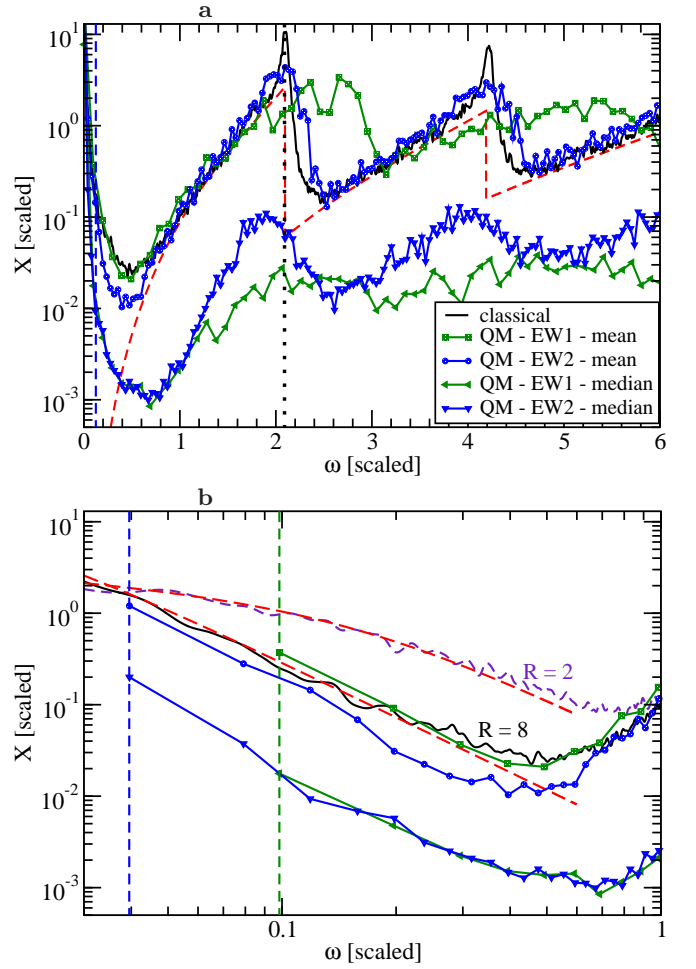 a
10^1
10^0
10^-1
10^-2
10^-3
X [scaled]
0 1 2 3 4 5 6
ω [scaled]
classical
QM - EW1 - mean
QM - EW2 - mean
QM - EW1 - median
QM - EW2 - median
b
10^1
10^0
10^-1
10^-2
10^-3
X [scaled]
R = 2
R = 8
0.1 1
ω [scaled]